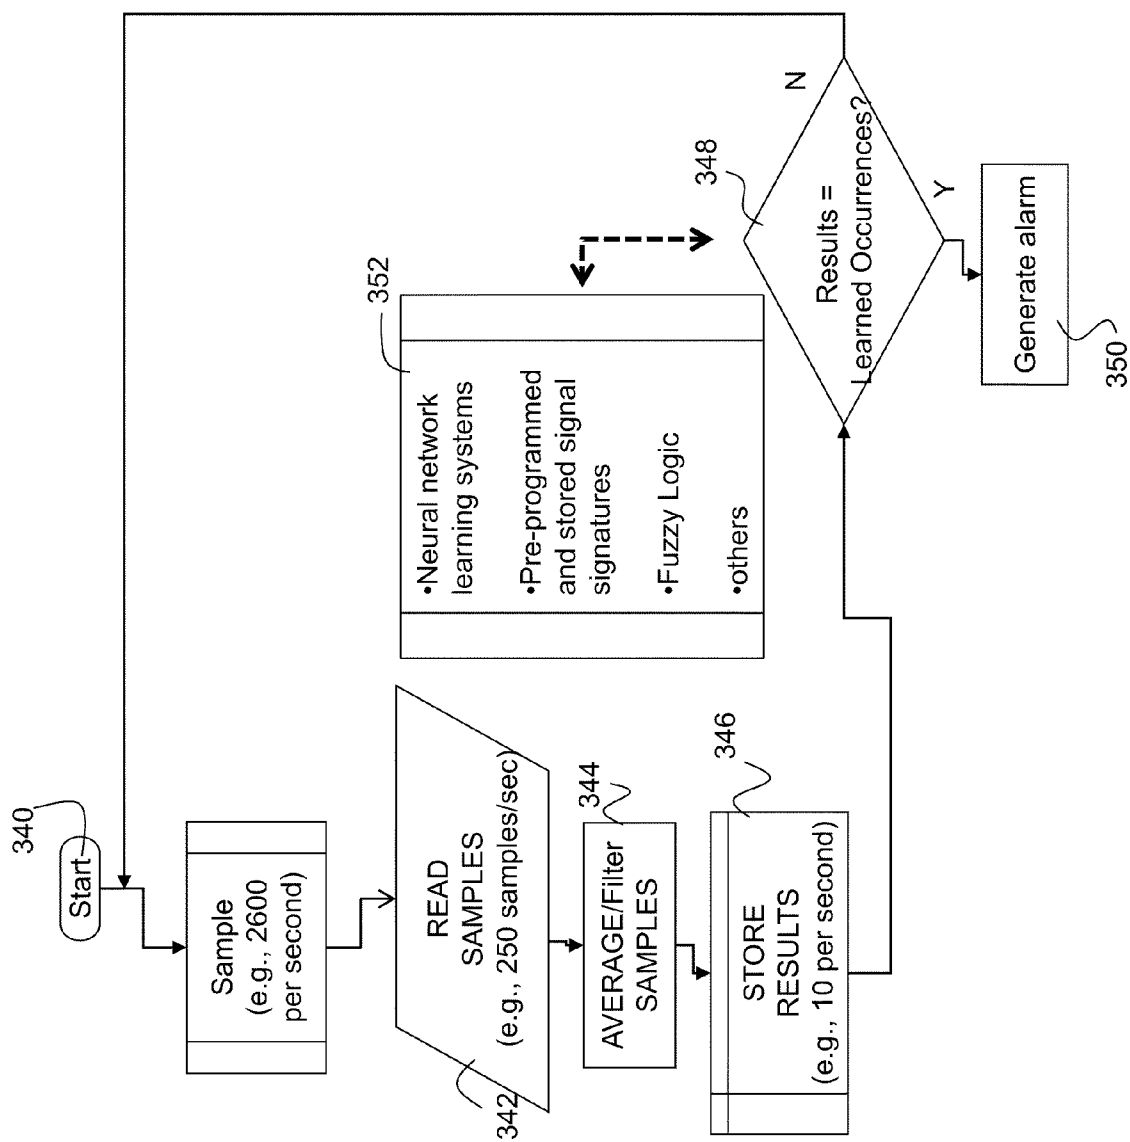 340
Start
Sample
(e.g., 2600
per second)
READ
SAMPLES
(e.g., 250 samples/sec)
342
AVERAGE/Filter
SAMPLES
344
STORE
RESULTS
(e.g., 10 per second)
346
352
•Neural network
learning systems
•Pre-programmed
and stored signal
signatures
•Fuzzy Logic
•others
348
Results =
Learned Occurrences?
N
Y
Generate alarm
350